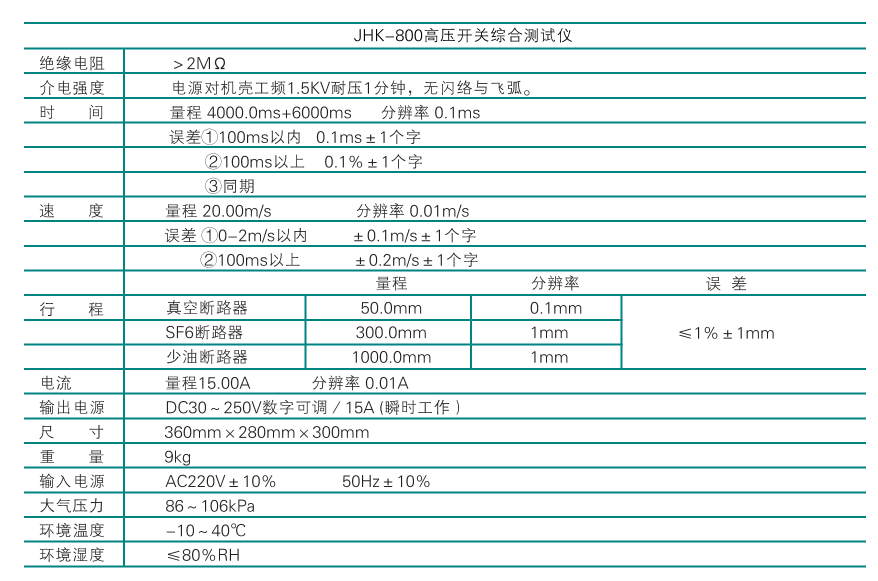 JHK-800高压开关综合测试仪
绝缘电阻 >2MΩ
介电强度 电源对机壳工频1.5KV耐压1分钟，无闪络与飞弧。
时 间 量程 4000.0ms+6000ms 分辨率 0.1ms
误差①100ms以内 0.1ms±1个字
②100ms以上 0.1%±1个字
③同期
速 度 量程 20.00m/s 分辨率 0.01m/s
误差 ①0-2m/s以内 ±0.1m/s±1个字
②100ms以上 ±0.2m/s±1个字
量程 分辨率 误 差
行 程 真空断路器 50.0mm 0.1mm
SF6断路器 300.0mm 1mm ≤1%±1mm
少油断路器 1000.0mm 1mm
电流 量程15.00A 分辨率 0.01A
输出电源 DC30~250V数字可调/15A(瞬时工作)
尺 寸 360mm×280mm×300mm
重 量 9kg
输入电源 AC220V±10% 50Hz±10%
大气压力 86~106kPa
环境温度 -10~40℃
环境湿度 ≤80%RH